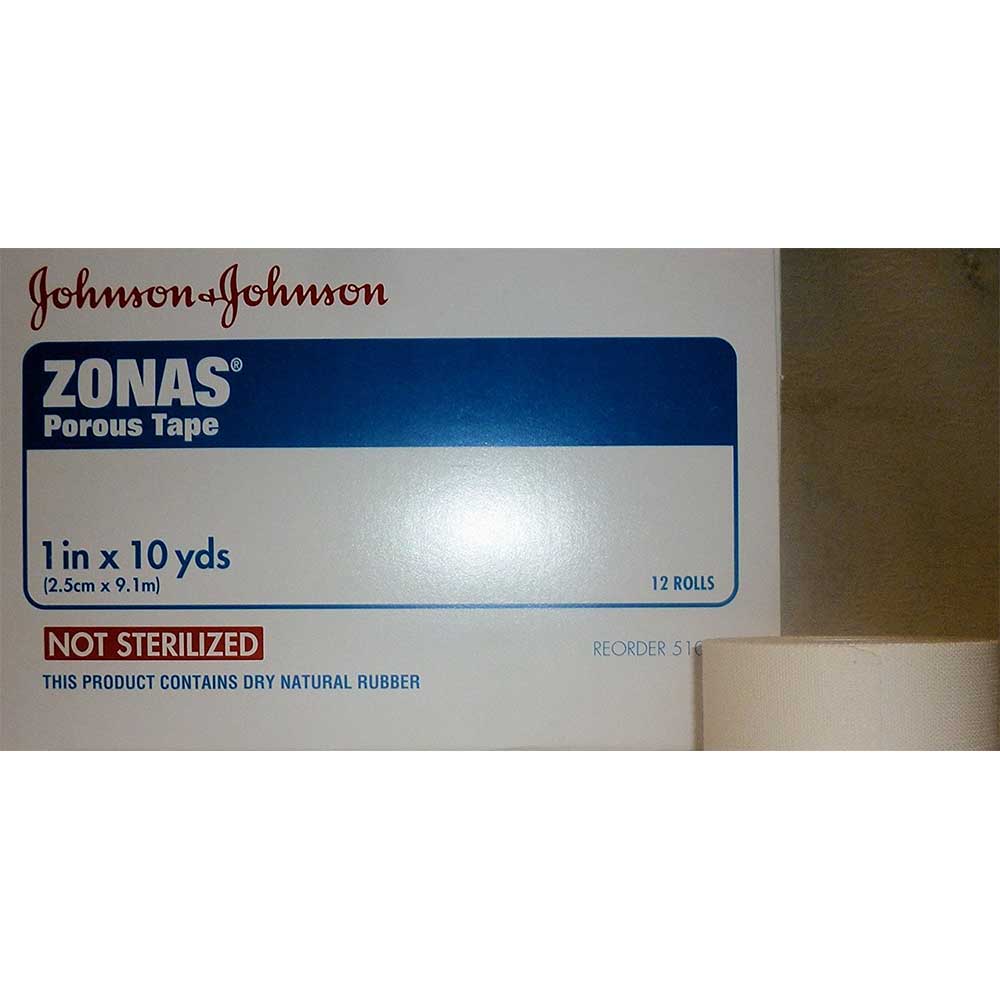 Johnson+Johnson
ZONAS®
Porous Tape
1 in x 10 yds
(2.5cm x 9.1m)
12 ROLLS
NOT STERILIZED
REORDER
THIS PRODUCT CONTAINS DRY NATURAL RUBBER